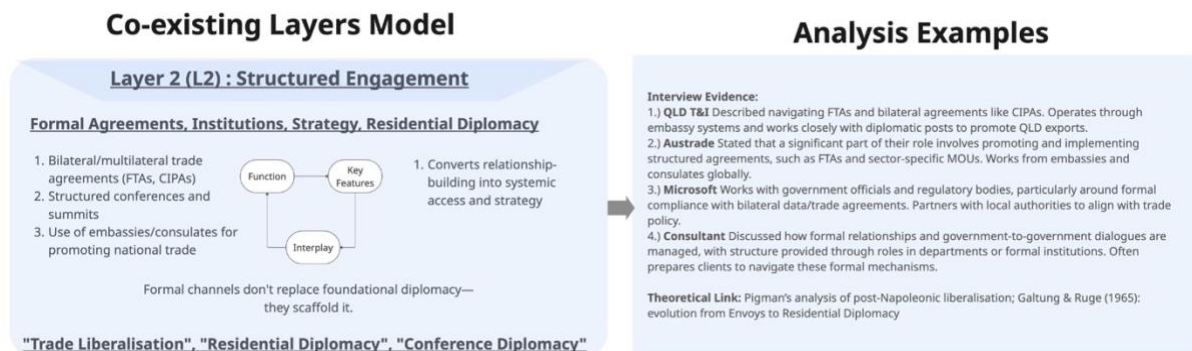 Co-existing Layers Model
Layer 2 (L2) : Structured Engagement
Formal Agreements, Institutions, Strategy, Residential Diplomacy
1. Bilateral/multilateral trade
agreements (FTAs, CIPAs)
2. Structured conferences and
summits
3. Use of embassies/consulates for
promoting national trade
Function
Key
Features
Interplay
1. Converts relationship-
building into systemic
access and strategy
Formal channels don't replace foundational diplomacy—
they scaffold it.
"Trade Liberalisation", "Residential Diplomacy", "Conference Diplomacy"
Analysis Examples
Interview Evidence:
1.) QLD T&I Described navigating FTAs and bilateral agreements like CIPAs. Operates through
embassy systems and works closely with diplomatic posts to promote QLD exports.
2.) Austrade Stated that a significant part of their role involves promoting and implementing
structured agreements, such as FTAs and sector-specific MOUs. Works from embassies and
consulates globally.
3.) Microsoft Works with government officials and regulatory bodies, particularly around formal
compliance with bilateral data/trade agreements. Partners with local authorities to align with trade
policy.
4.) Consultant Discussed how formal relationships and government-to-government dialogues are
managed, with structure provided through roles in departments or formal institutions. Often
prepares clients to navigate these formal mechanisms.
Theoretical Link: Pigman's analysis of post-Napoleonic liberalisation; Galtung & Ruge (1965):
evolution from Envoys to Residential Diplomacy